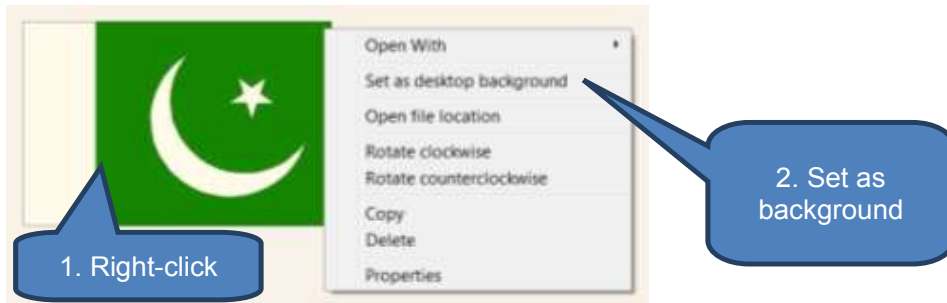 Open With
Set as desktop background
Open file location
Rotate clockwise
Rotate counterclockwise
Copy
Delete
Properties
1. Right-click
2. Set as
background